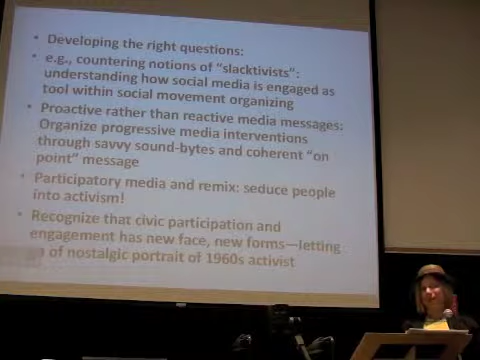 • Developing the right questions:
• e.g., countering notions of "slacktivists":
understanding how social media is engaged as
tool within social movement organizing
• Proactive rather than reactive media messages:
Organize progressive media interventions
through savvy sound-bytes and coherent "on
point" message
• Participatory media and remix: seduce people
into activism!
• Recognize that civic participation and
engagement has new face, new forms—letting
of nostalgic portrait of 1960s activist